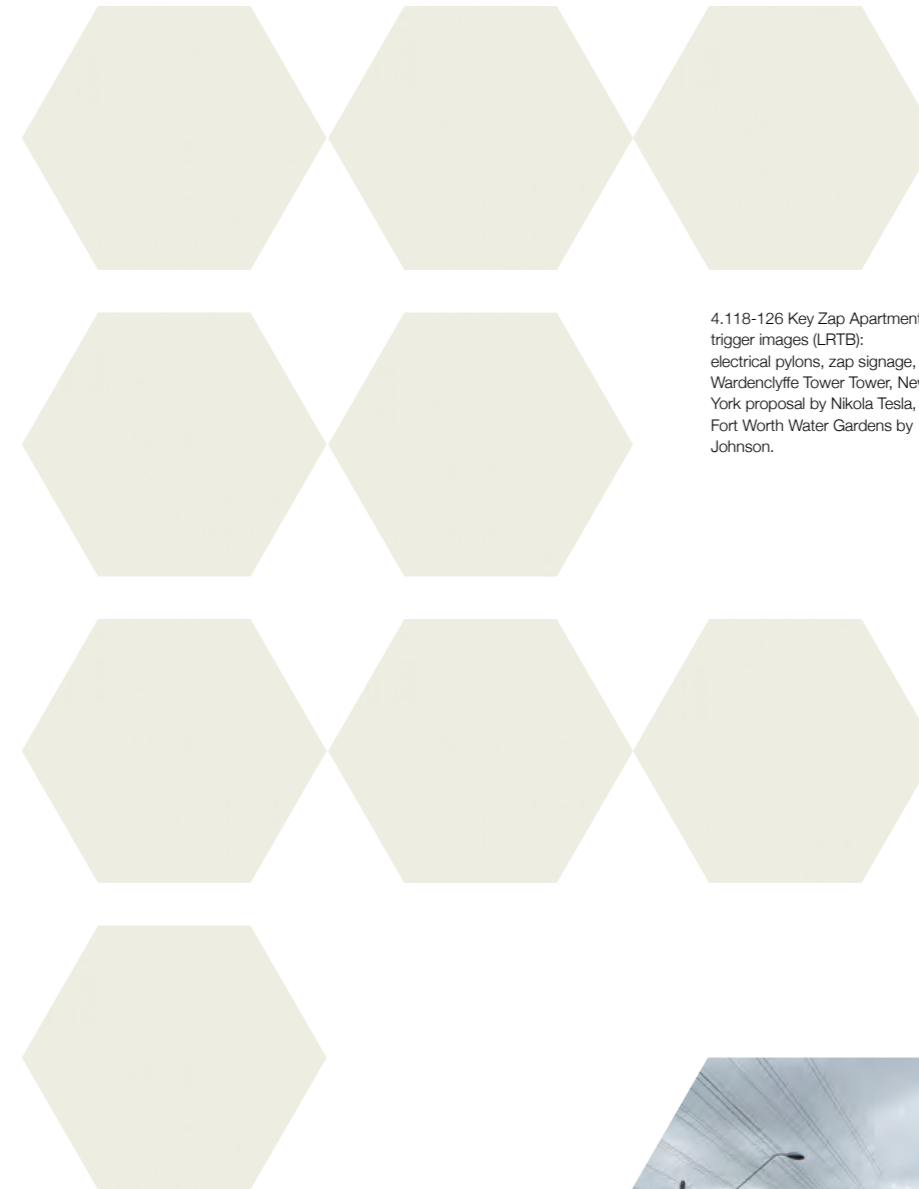 4.118-126 Key Zap Apartment
trigger images (LRTB):
electrical pylons, zap signage,
Wardenclyffe Tower Tower, New
York proposal by Nikola Tesla,
Fort Worth Water Gardens by
Johnson.